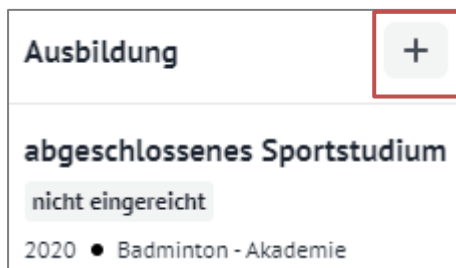 Ausbildung +
abgeschlossenes Sportstudium
nicht eingereicht
2020 ● Badminton - Akademie